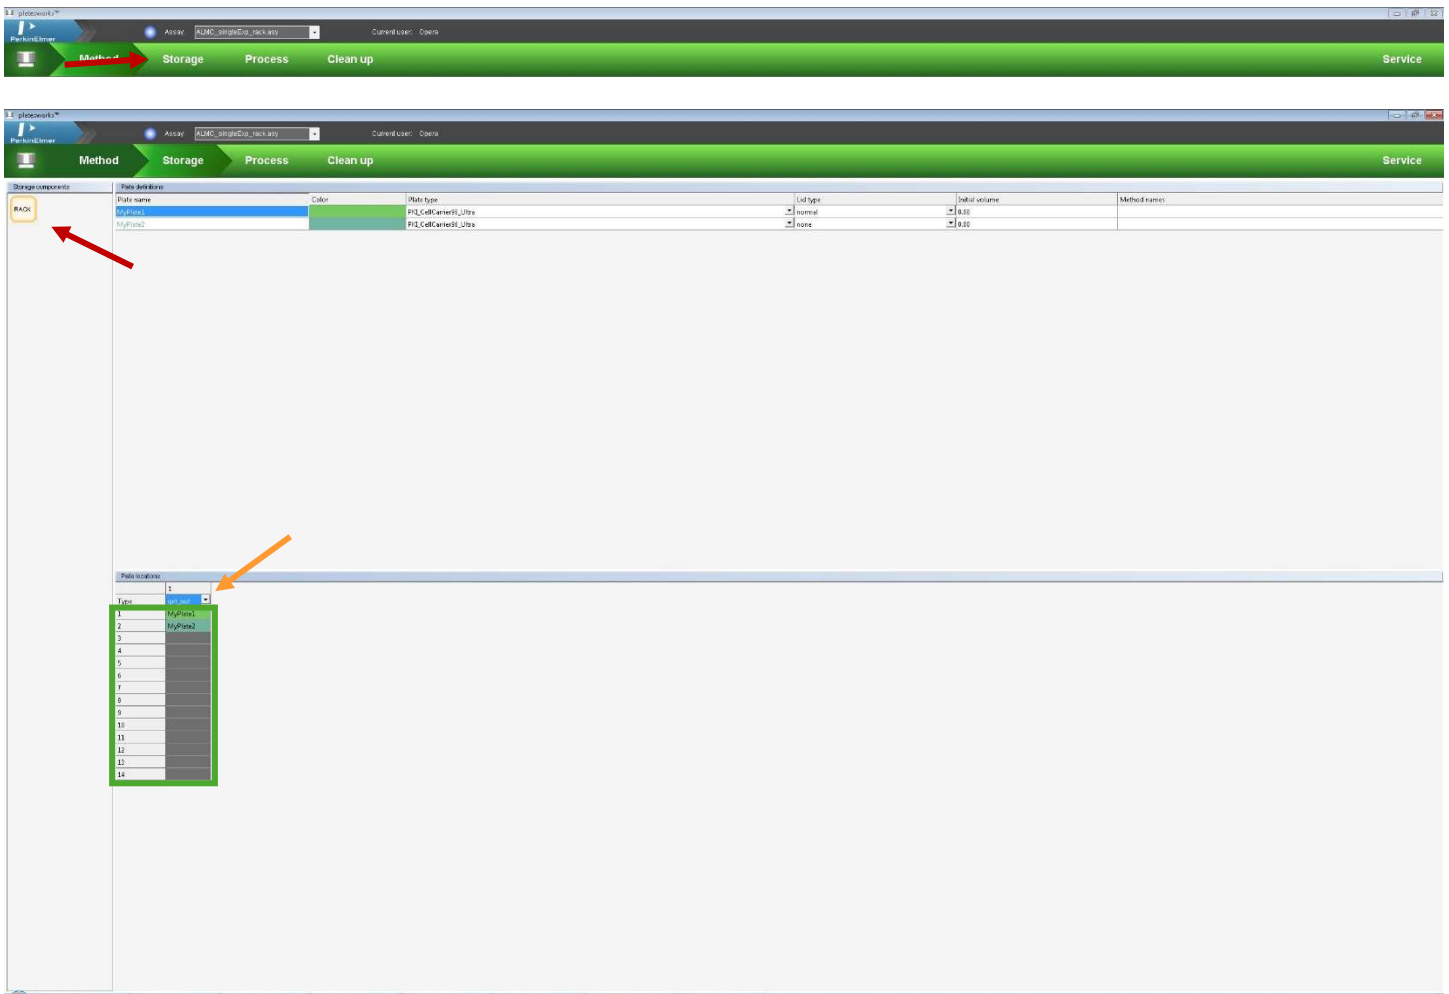 plateworks™
PerkinElmer
Assay: ALMC_singleExp_rack.asy Current user: Opera
Method Storage Process Clean up Service
plateworks™
PerkinElmer
Assay: ALMC_singleExp_rack.asy Current user: Opera
Method Storage Process Clean up Service
Storage components Plate definitions
RACK
Plate name Color Plate type Lid type Initial volume Method names
MyPlate1 PKI_CellCarrier96_Ultra normal 0.00
MyPlate2 PKI_CellCarrier96_Ultra none 0.00
Plate locations
1
Type
1 MyPlate1
2 MyPlate2
3
4
5
6
7
8
9
10
11
12
13
14